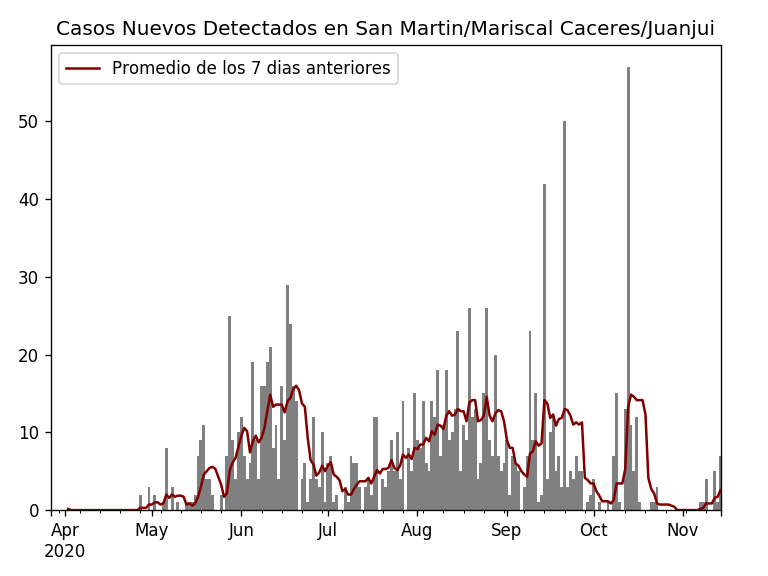 Casos Nuevos Detectados en San Martin/Mariscal Caceres/Juanjui
Promedio de los 7 dias anteriores
50
40
30
20
10
0
Apr May Jun Jul Aug Sep Oct Nov
2020